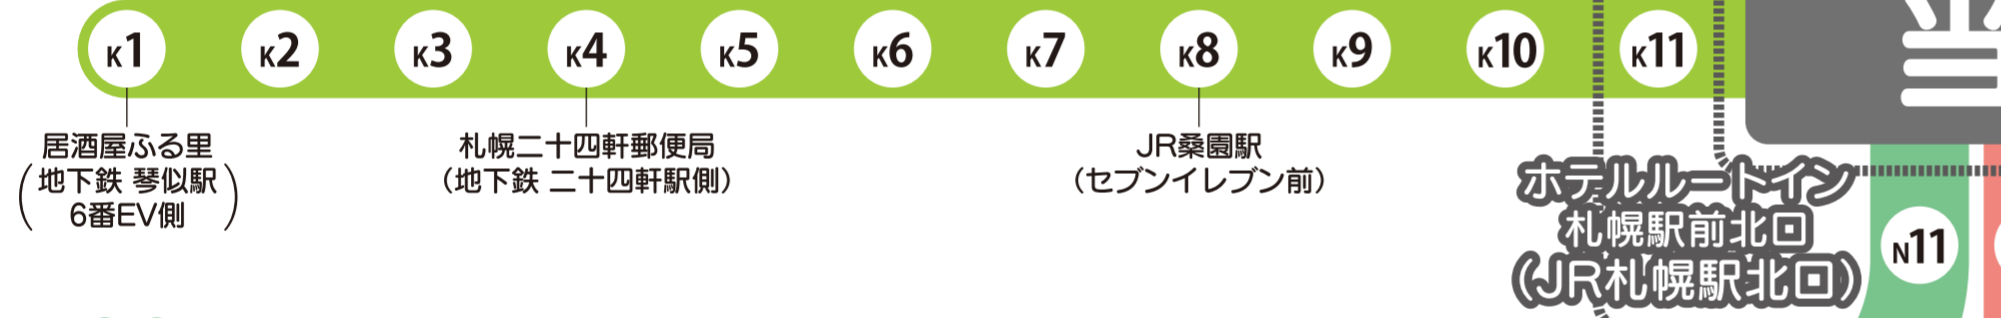 K1 K2 K3 K4 K5 K6 K7 K8 K9 K10 K11
居酒屋ふる里
(地下鉄 琴似駅
6番EV側)
札幌二十四軒郵便局
(地下鉄 二十四軒駅側)
JR桑園駅
(セブンイレブン前)
ホテルルートイン
札幌駅前北口
(JR札幌駅北口)
N11